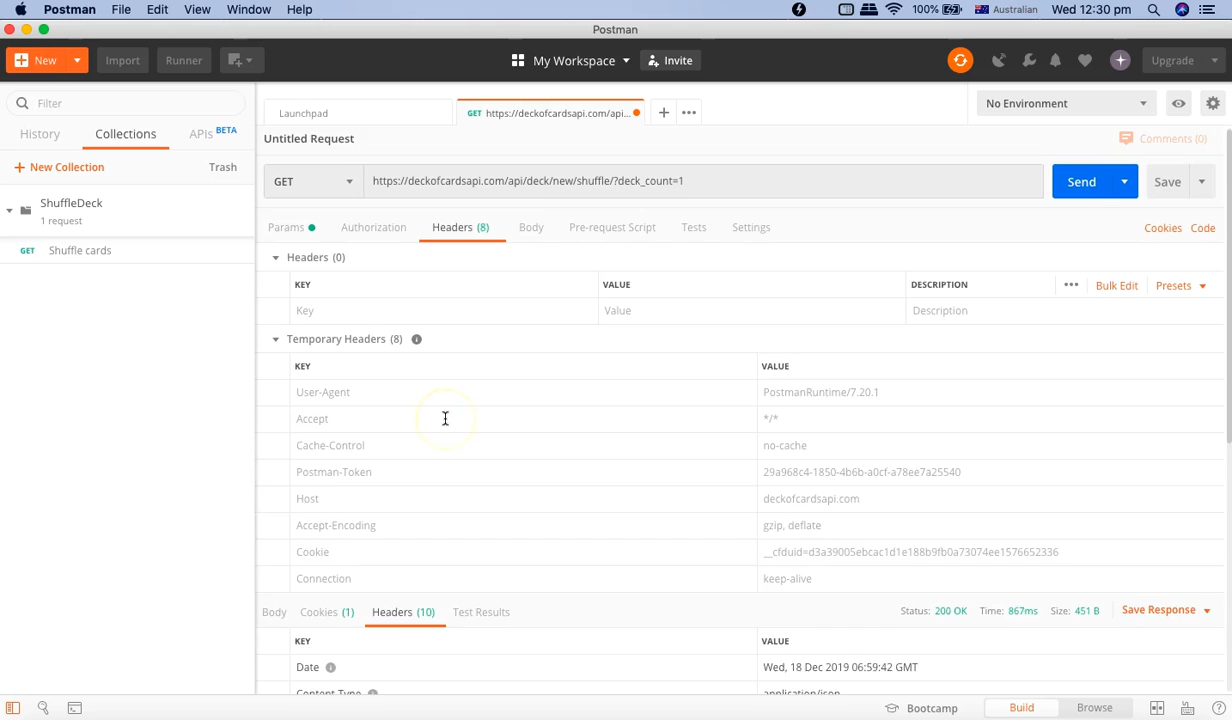 Postman File Edit View Window Help 100% Australian Wed 12:30 pm
Postman
New Import Runner My Workspace Invite Upgrade
Filter
Launchpad GET https://deckofcardsapi.com/api... No Environment
History Collections APIs BETA
Untitled Request Comments (0)
New Collection Trash
GET https://deckofcardsapi.com/api/deck/new/shuffle/?deck_count=1 Send Save
ShuffleDeck
1 request
Params Authorization Headers (8) Body Pre-request Script Tests Settings Cookies Code
GET Shuffle cards
Headers (0)
KEY VALUE DESCRIPTION Bulk Edit Presets
Key Value Description
Temporary Headers (8)
KEY VALUE
User-Agent PostmanRuntime/7.20.1
Accept */*
Cache-Control no-cache
Postman-Token 29a968c4-1850-4b6b-a0cf-a78ee7a25540
Host deckofcardsapi.com
Accept-Encoding gzip, deflate
Cookie __cfduid=d3a39005ebcac1d1e188b9fb0a73074ee1576652336
Connection keep-alive
Body Cookies (1) Headers (10) Test Results Status: 200 OK Time: 867ms Size: 451 B Save Response
KEY VALUE
Date Wed, 18 Dec 2019 06:59:42 GMT
Content-Type application/json
Bootcamp Build Browse